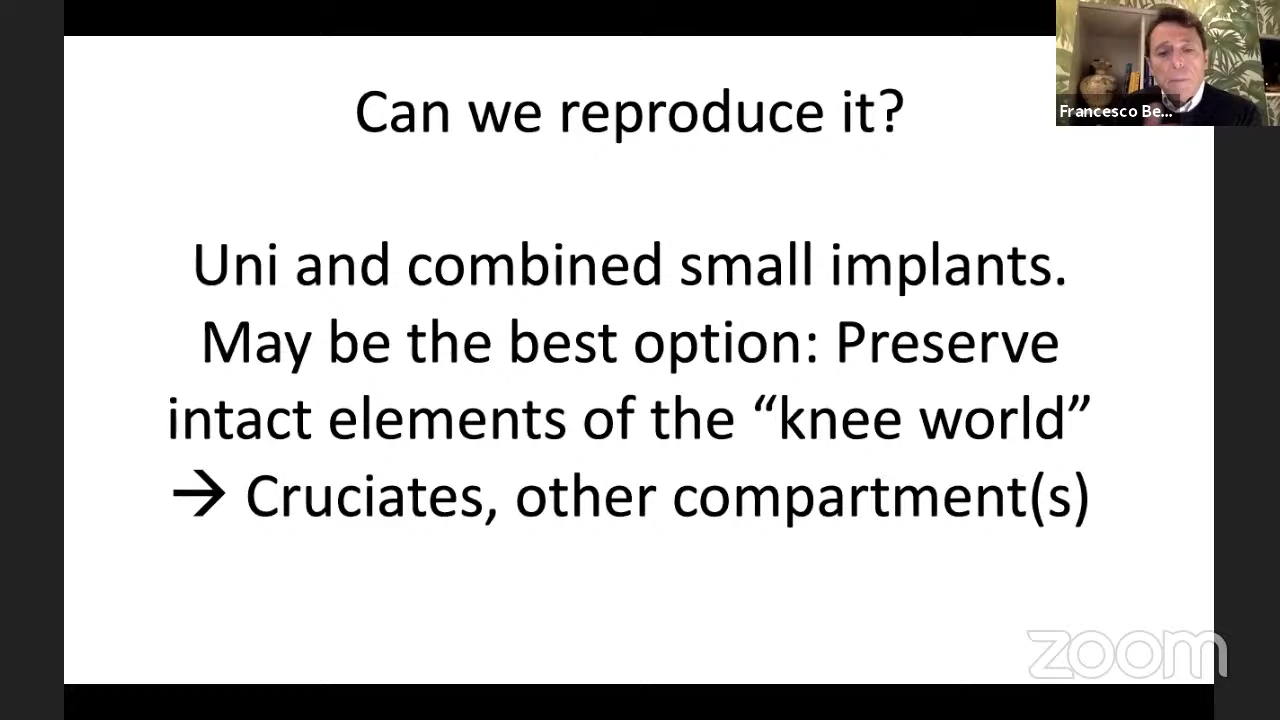 Can we reproduce it?
Francesco Be...
Uni and combined small implants.
May be the best option: Preserve
intact elements of the “knee world”
→ Cruciates, other compartment(s)
zoom